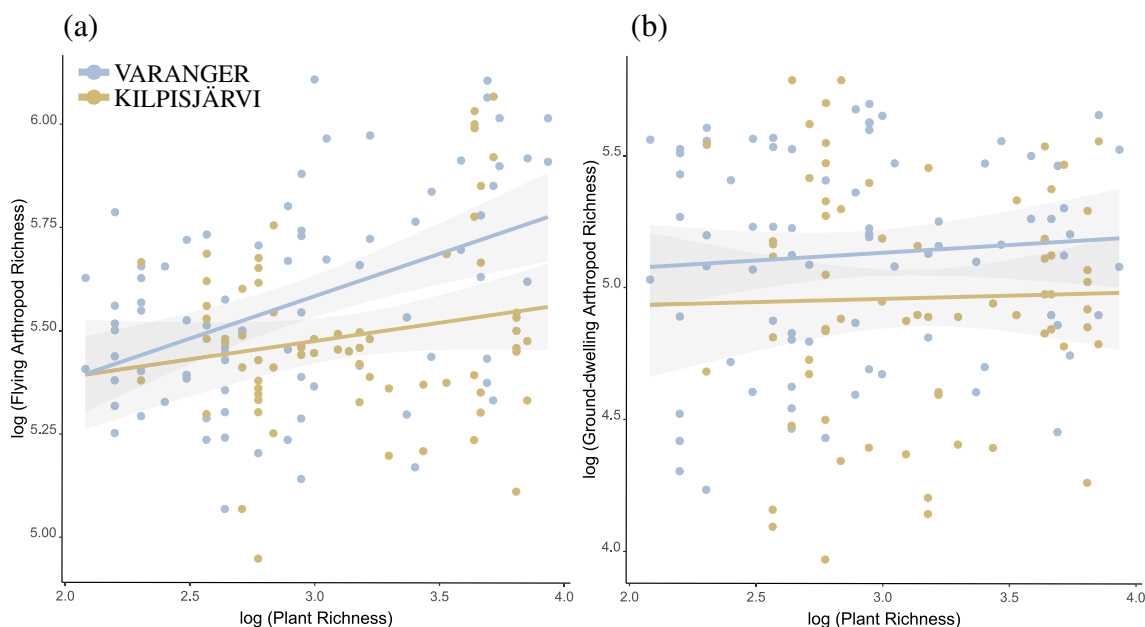 (a)
VARANGER
KILPISJÄRVI
log (Flying Arthropod Richness)
6.00
5.75
5.50
5.25
5.00
2.0 2.5 3.0 3.5 4.0
log (Plant Richness)
(b)
log (Ground-dwelling Arthropod Richness)
5.5
5.0
4.5
4.0
2.0 2.5 3.0 3.5 4.0
log (Plant Richness)